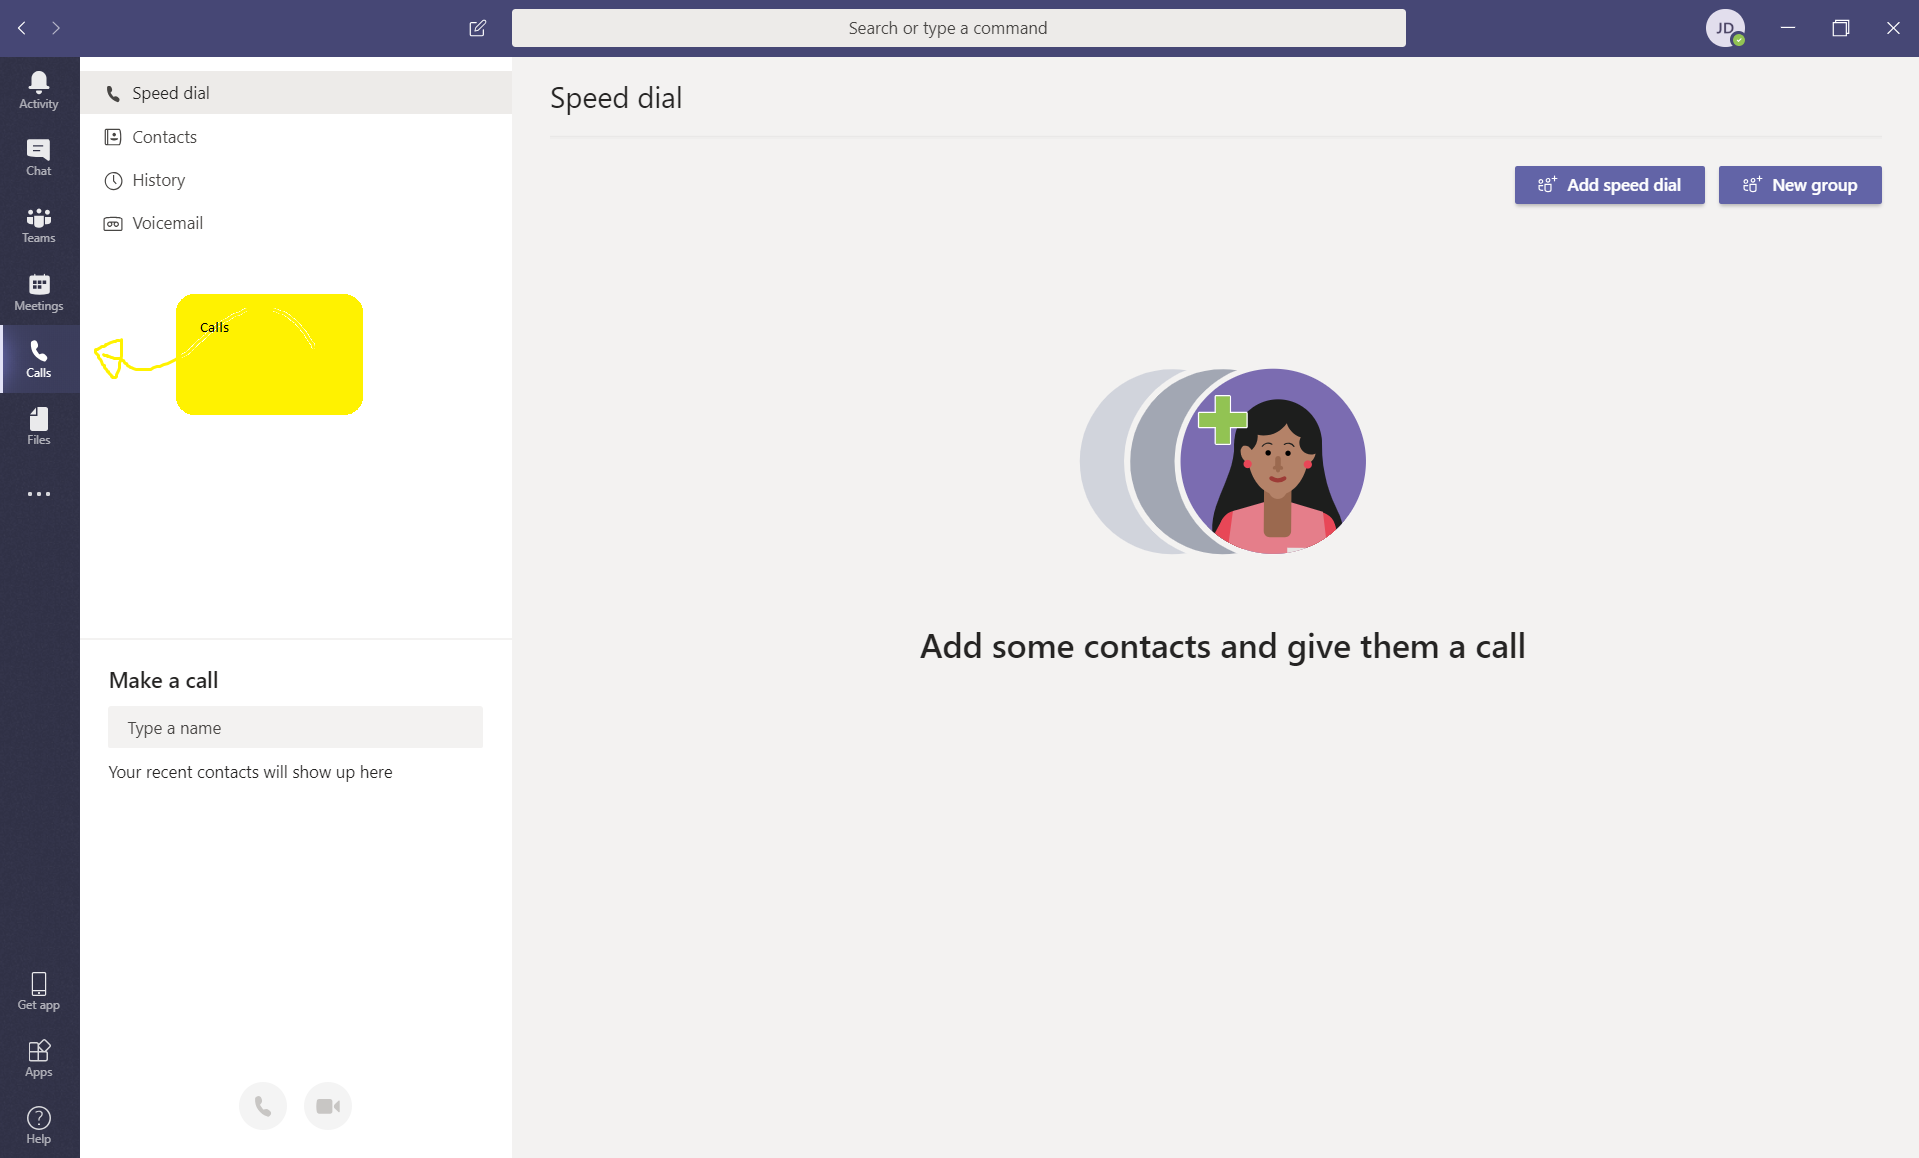 Search or type a command
JD
Activity
Chat
Teams
Meetings
Calls
Files
Get app
Apps
Help
Speed dial
Contacts
History
Voicemail
Calls
Make a call
Type a name
Your recent contacts will show up here
Speed dial
Add speed dial
New group
Add some contacts and give them a call